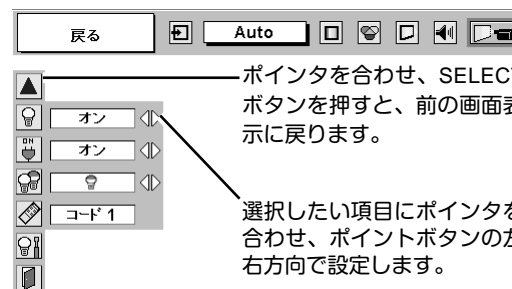 戻る
Auto
ポインタを合わせ、SELECT
ボタンを押すと、前の画面表
示に戻ります。
オン
ON
オン
コード 1
選択したい項目にポインタを
合わせ、ポイントボタンの左
右方向で設定します。